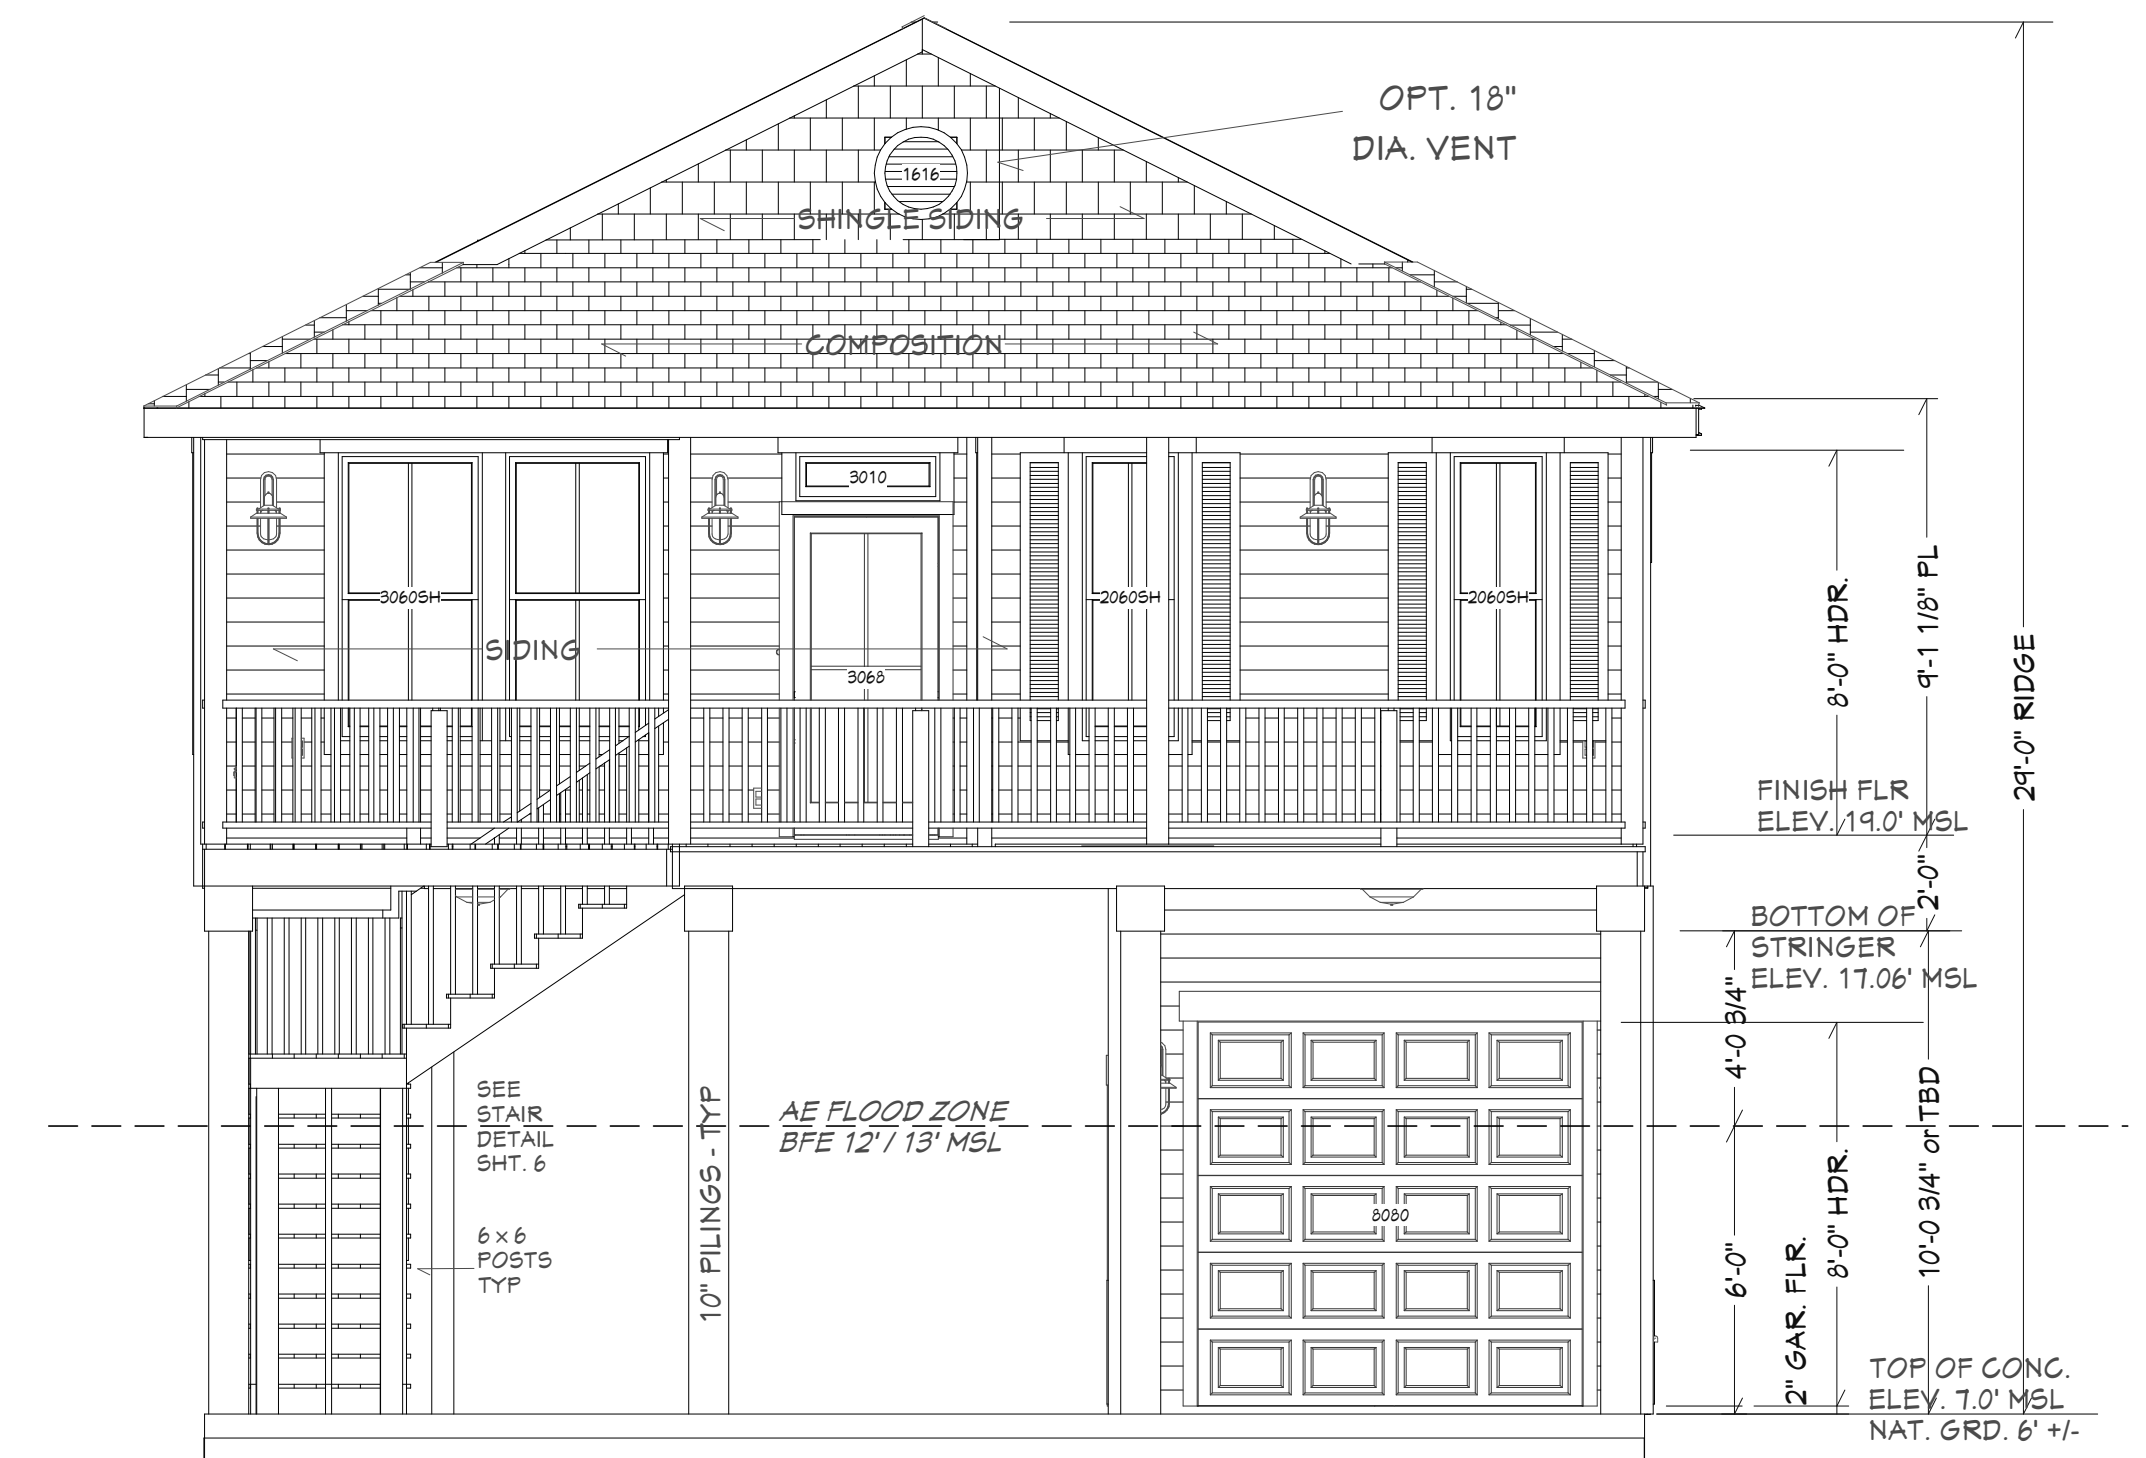 OPT. 18"
DIA. VENT
1616
SHINGLE SIDING
COMPOSITION
3010
3060SH
2060SH
2060SH
SIDING
3068
8'-0" HDR.
9'-1 1/8" PL
29'-0" RIDGE
FINISH FLR
ELEV. 19.0' MSL
2'-0"
BOTTOM OF
STRINGER
ELEV. 17.06' MSL
4'-0 3/4"
SEE
STAIR
DETAIL
SHT. 6
10" PILINGS - TYP
AE FLOOD ZONE
BFE 12' / 13' MSL
6 x 6
POSTS
TYP
8080
6'-0"
2" GAR. FLR.
8'-0" HDR.
10'-0 3/4" or TBD
TOP OF CONC.
ELEV. 7.0' MSL
NAT. GRD. 6' +/-